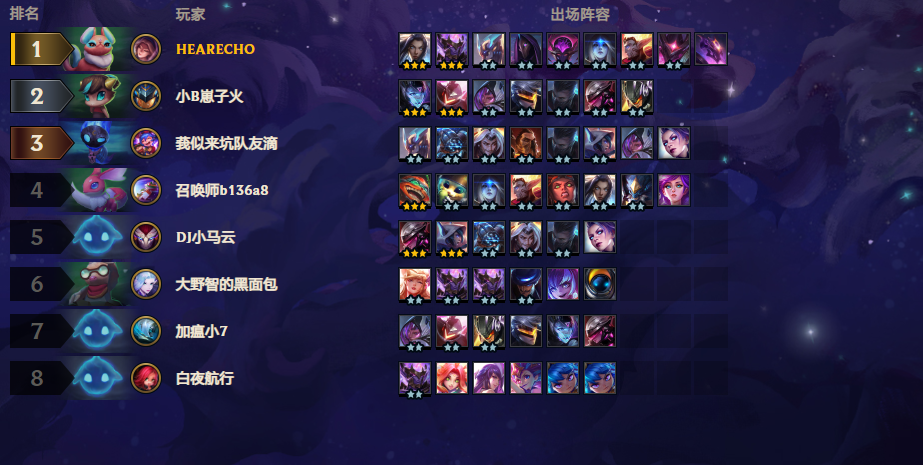 排名 玩家 出场阵容
1 HEARECHO
2 小B崽子火
3 莪似来坑队友滴
4 召唤师b136a8
5 DJ小马云
6 大野智的黑面包
7 加瘟小7
8 白夜航行